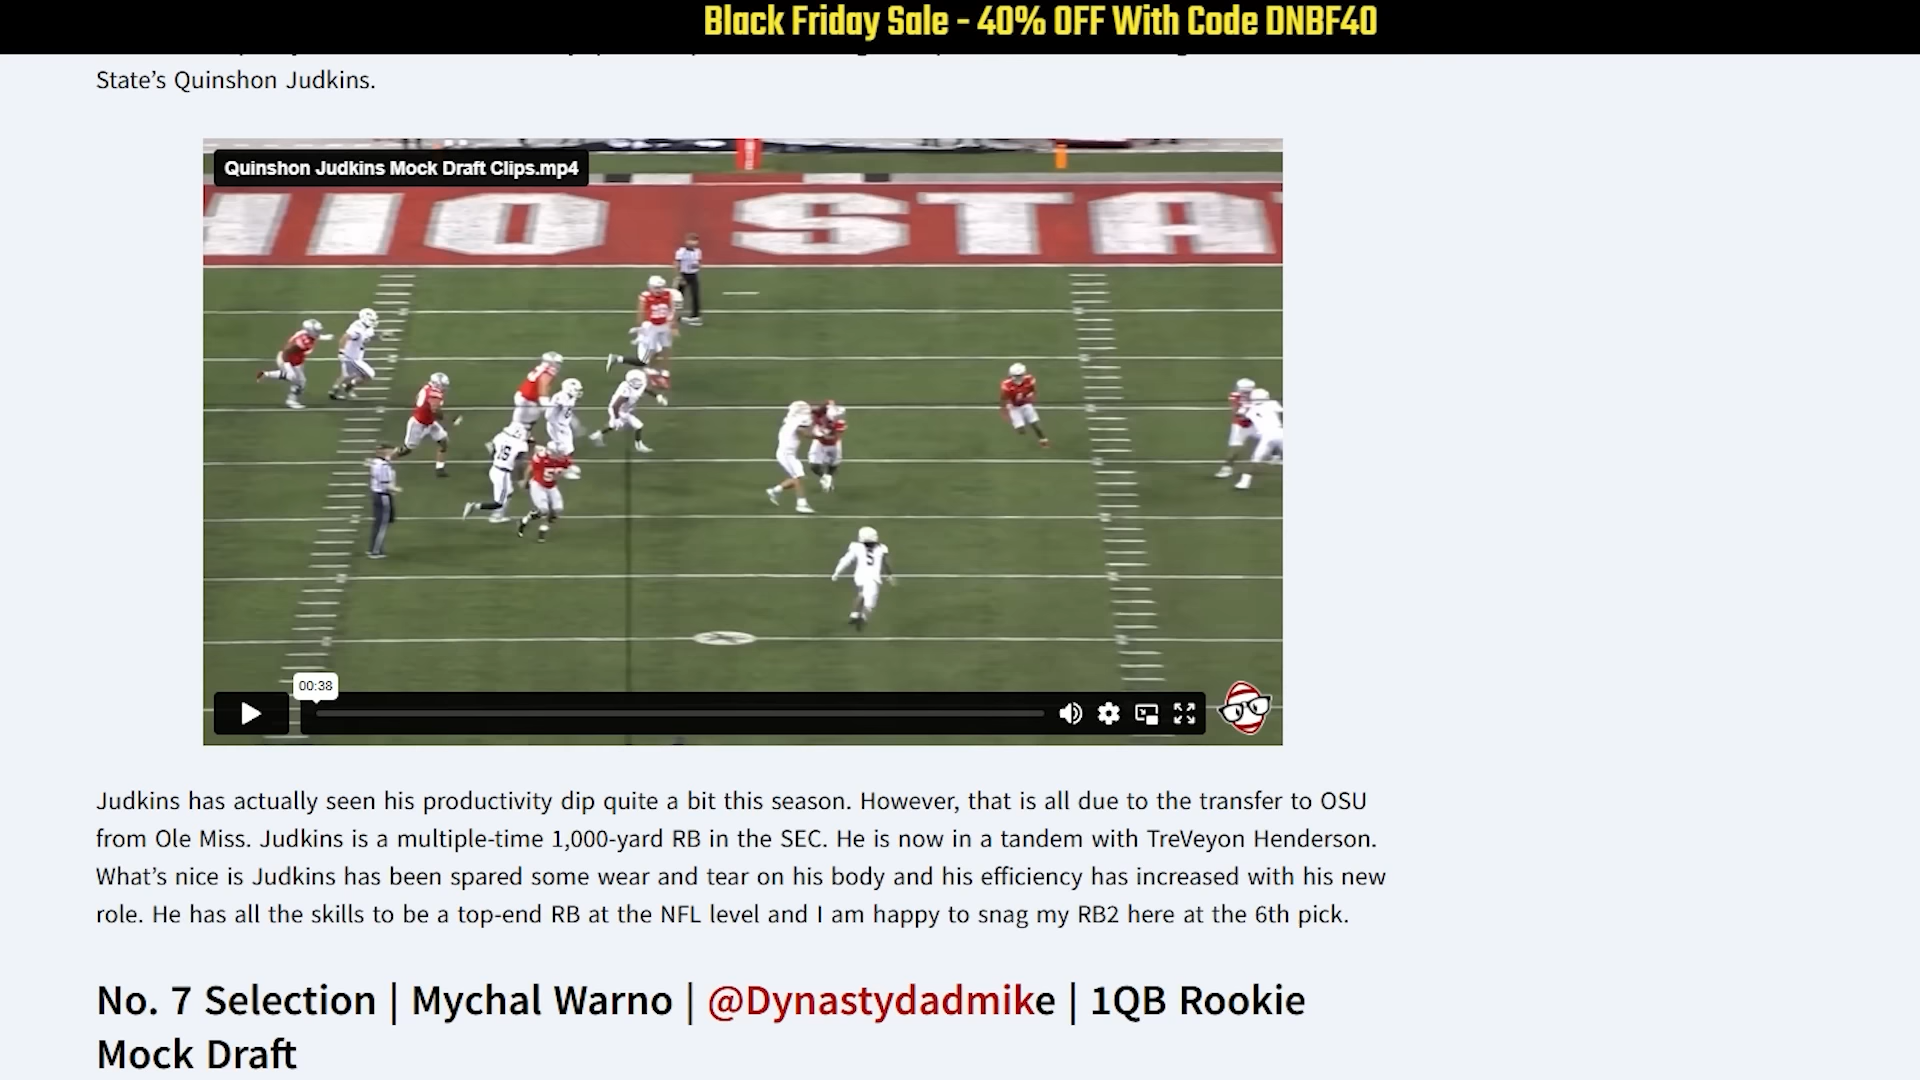 Black Friday Sale - 40% OFF With Code DNBF40
State’s Quinshon Judkins.
Quinshon Judkins Mock Draft Clips.mp4
HIO STA
15
5
5
00:38
Judkins has actually seen his productivity dip quite a bit this season. However, that is all due to the transfer to OSU
from Ole Miss. Judkins is a multiple-time 1,000-yard RB in the SEC. He is now in a tandem with TreVeyon Henderson.
What’s nice is Judkins has been spared some wear and tear on his body and his efficiency has increased with his new
role. He has all the skills to be a top-end RB at the NFL level and I am happy to snag my RB2 here at the 6th pick.
No. 7 Selection | Mychal Warno | @Dynastydadmike | 1QB Rookie
Mock Draft